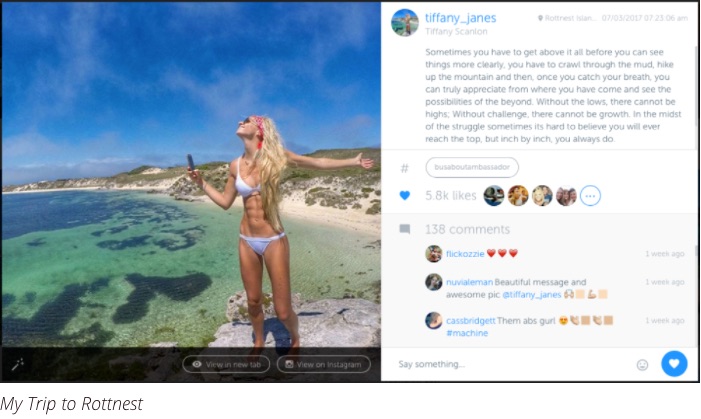 tiffany_janes
Rottnest Islan... 07/03/2017 07:23:06 am
Tiffany Scanlon
Sometimes you have to get above it all before you can see
things more clearly, you have to crawl through the mud, hike
up the mountain and then, once you catch your breath, you
can truly appreciate from where you have come and see the
possibilities of the beyond. Without the lows, there cannot be
highs; Without challenge, there cannot be growth. In the midst
of the struggle sometimes its hard to believe you will ever
reach the top, but inch by inch, you always do.
# busaboutambassador
5.8k likes
138 comments
flickozzie ❤️❤️❤️ 1 week ago
nuvialeman Beautiful message and 1 week ago
awesome pic @tiffany_janes
cassbridgett Them abs gurl 1 week ago
#machine
View in new tab View on Instagram
Say something...
My Trip to Rottnest